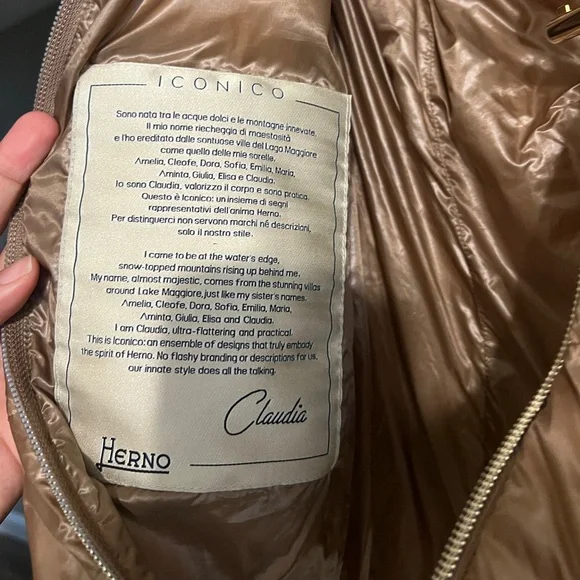 ICONICO
Sono nata tra le acque dolci e le montagne innevate.
Il mio nome riecheggia di maestosità
e l'ho ereditato dalle sontuose ville del Lago Maggiore
come quello delle mie sorelle.
Amelia, Cleofe, Dora, Sofia, Emilia, Maria,
Aminta, Giulia, Elisa e Claudia.
Io sono Claudia, valorizzo il corpo e sono pratica.
Questo è Iconico: un insieme di segni
rappresentativi dell'anima Herno.
Per distinguerci non servono marchi né descrizioni,
solo il nostro stile.
I came to be at the water's edge,
snow-topped mountains rising up behind me.
My name, almost majestic, comes from the stunning villas
around Lake Maggiore, just like my sister's names.
Amelia, Cleofe, Dora, Sofia, Emilia, Maria,
Aminta, Giulia, Elisa and Claudia.
I am Claudia, ultra-flattering and practical.
This is Iconico: an ensemble of designs that truly embody
the spirit of Herno. No flashy branding or descriptions for us,
our innate style does all the talking.
Claudia
HERNO